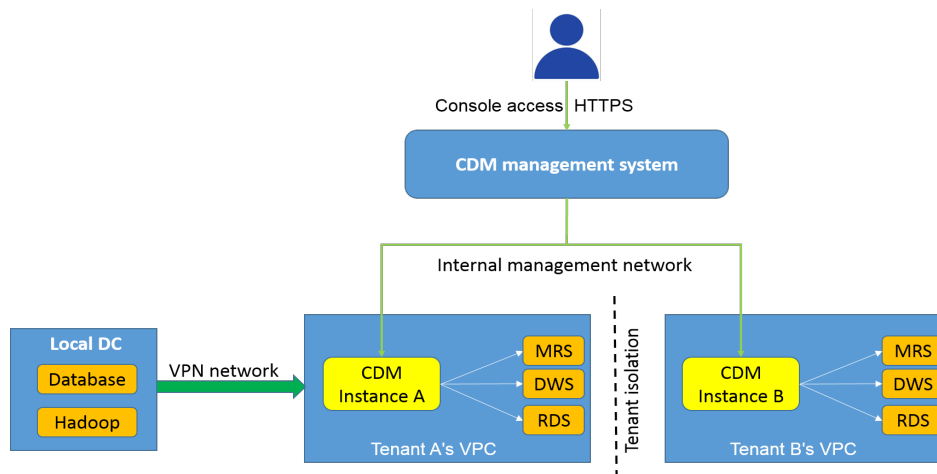 Console access HTTPS
CDM management system
Internal management network
Local DC
Database
Hadoop
VPN network
CDM
Instance A
MRS
DWS
RDS
Tenant A's VPC
Tenant isolation
CDM
Instance B
MRS
DWS
RDS
Tenant B's VPC